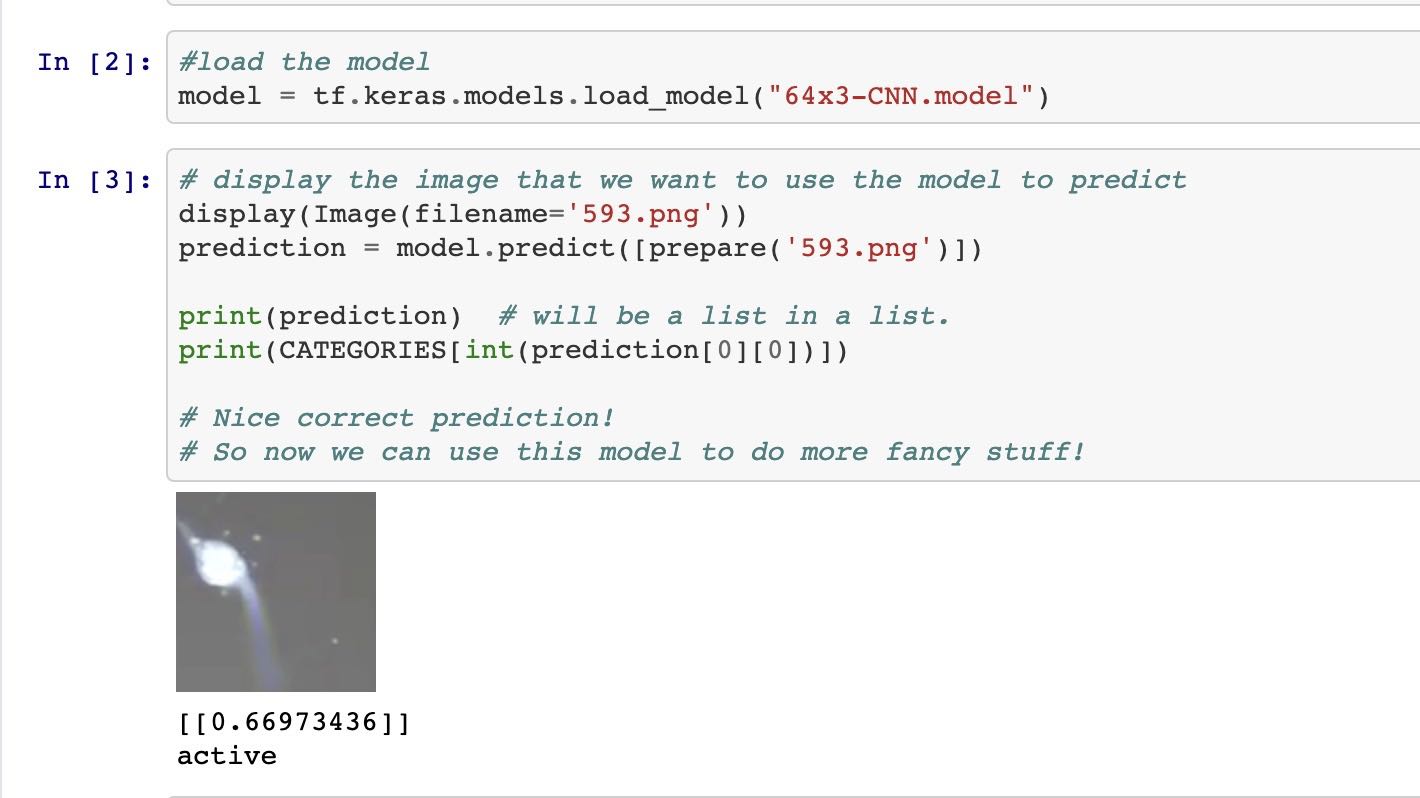 In [2]: #load the model
model = tf.keras.models.load_model("64x3-CNN.model")
In [3]: # display the image that we want to use the model to predict
display(Image(filename='593.png'))
prediction = model.predict([prepare('593.png')])
print(prediction)  # will be a list in a list.
print(CATEGORIES[int(prediction[0][0])])
# Nice correct prediction!
# So now we can use this model to do more fancy stuff!
[[0.66973436]]
active